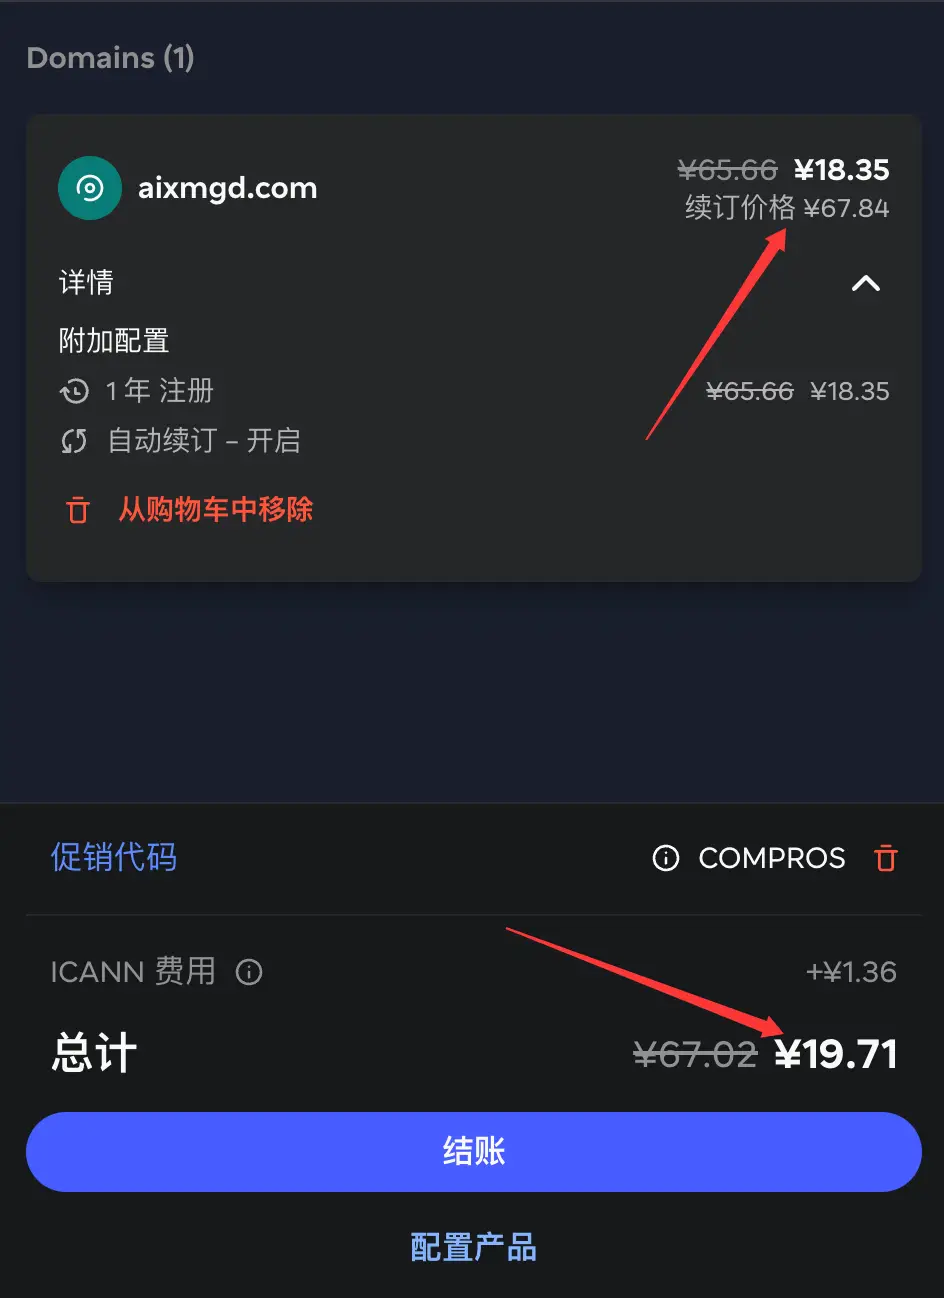 Domains (1)
aixmgd.com
¥65.66 ¥18.35
续订价格 ¥67.84
详情
附加配置
1 年 注册 ¥65.66 ¥18.35
自动续订 – 开启
从购物车中移除
促销代码 COMPROS
ICANN 费用 +¥1.36
总计 ¥67.02 ¥19.71
结账
配置产品